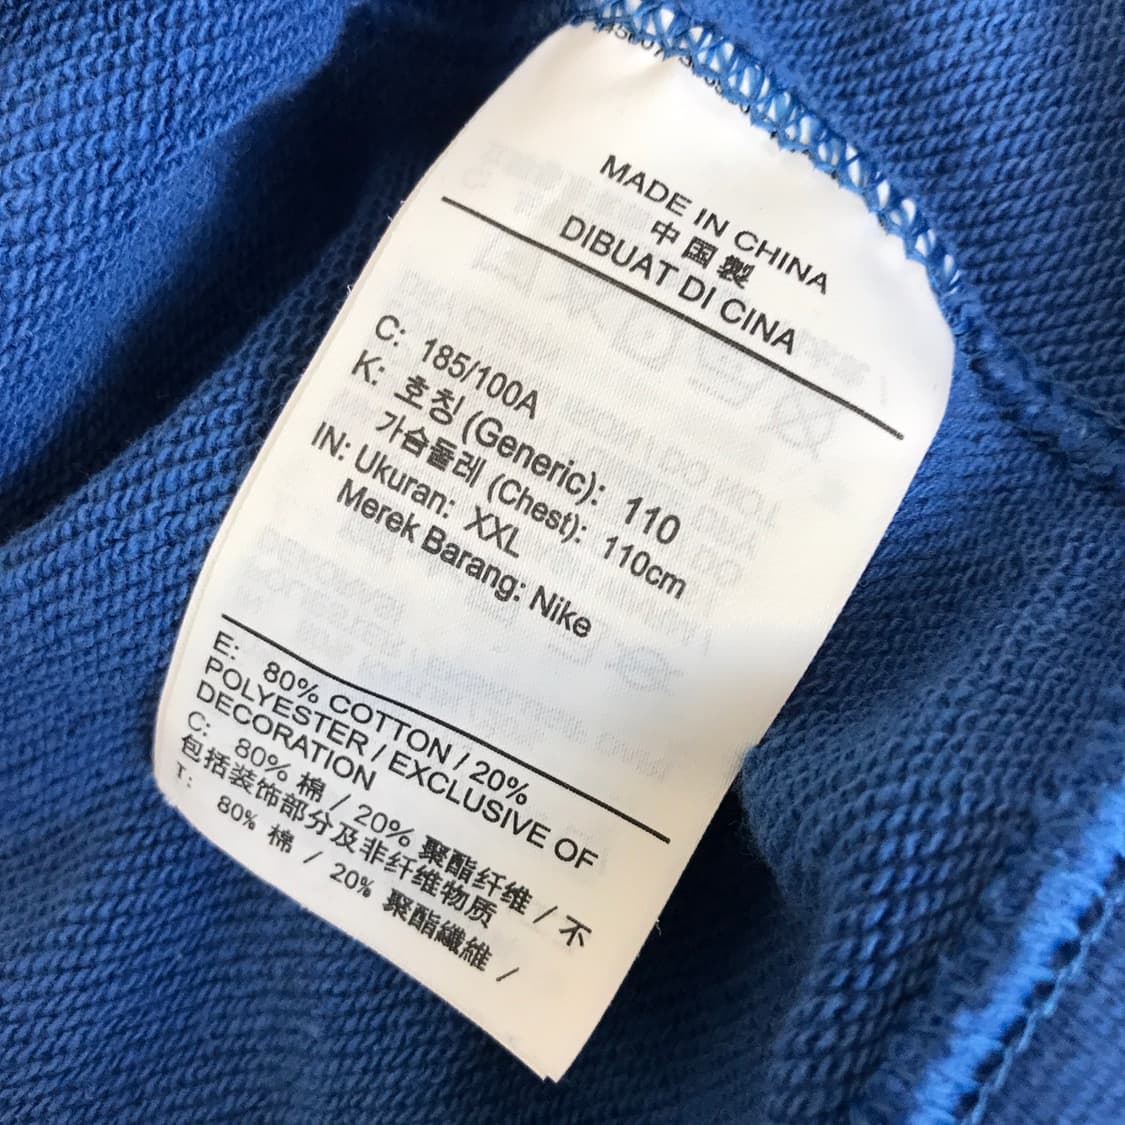 MADE IN CHINA
中国製
DIBUAT DI CINA
C: 185/100A
K: 호칭 (Generic): 110
가슴둘레 (Chest): 110cm
IN: Ukuran: XXL
Merek Barang: Nike
E: 80% COTTON / 20%
POLYESTER / EXCLUSIVE OF
DECORATION
C: 80% 棉 / 20% 聚酯纤维 / 不
包括装饰部分及非纤维物质
T: 80% 棉 / 20% 聚酯纖維 /